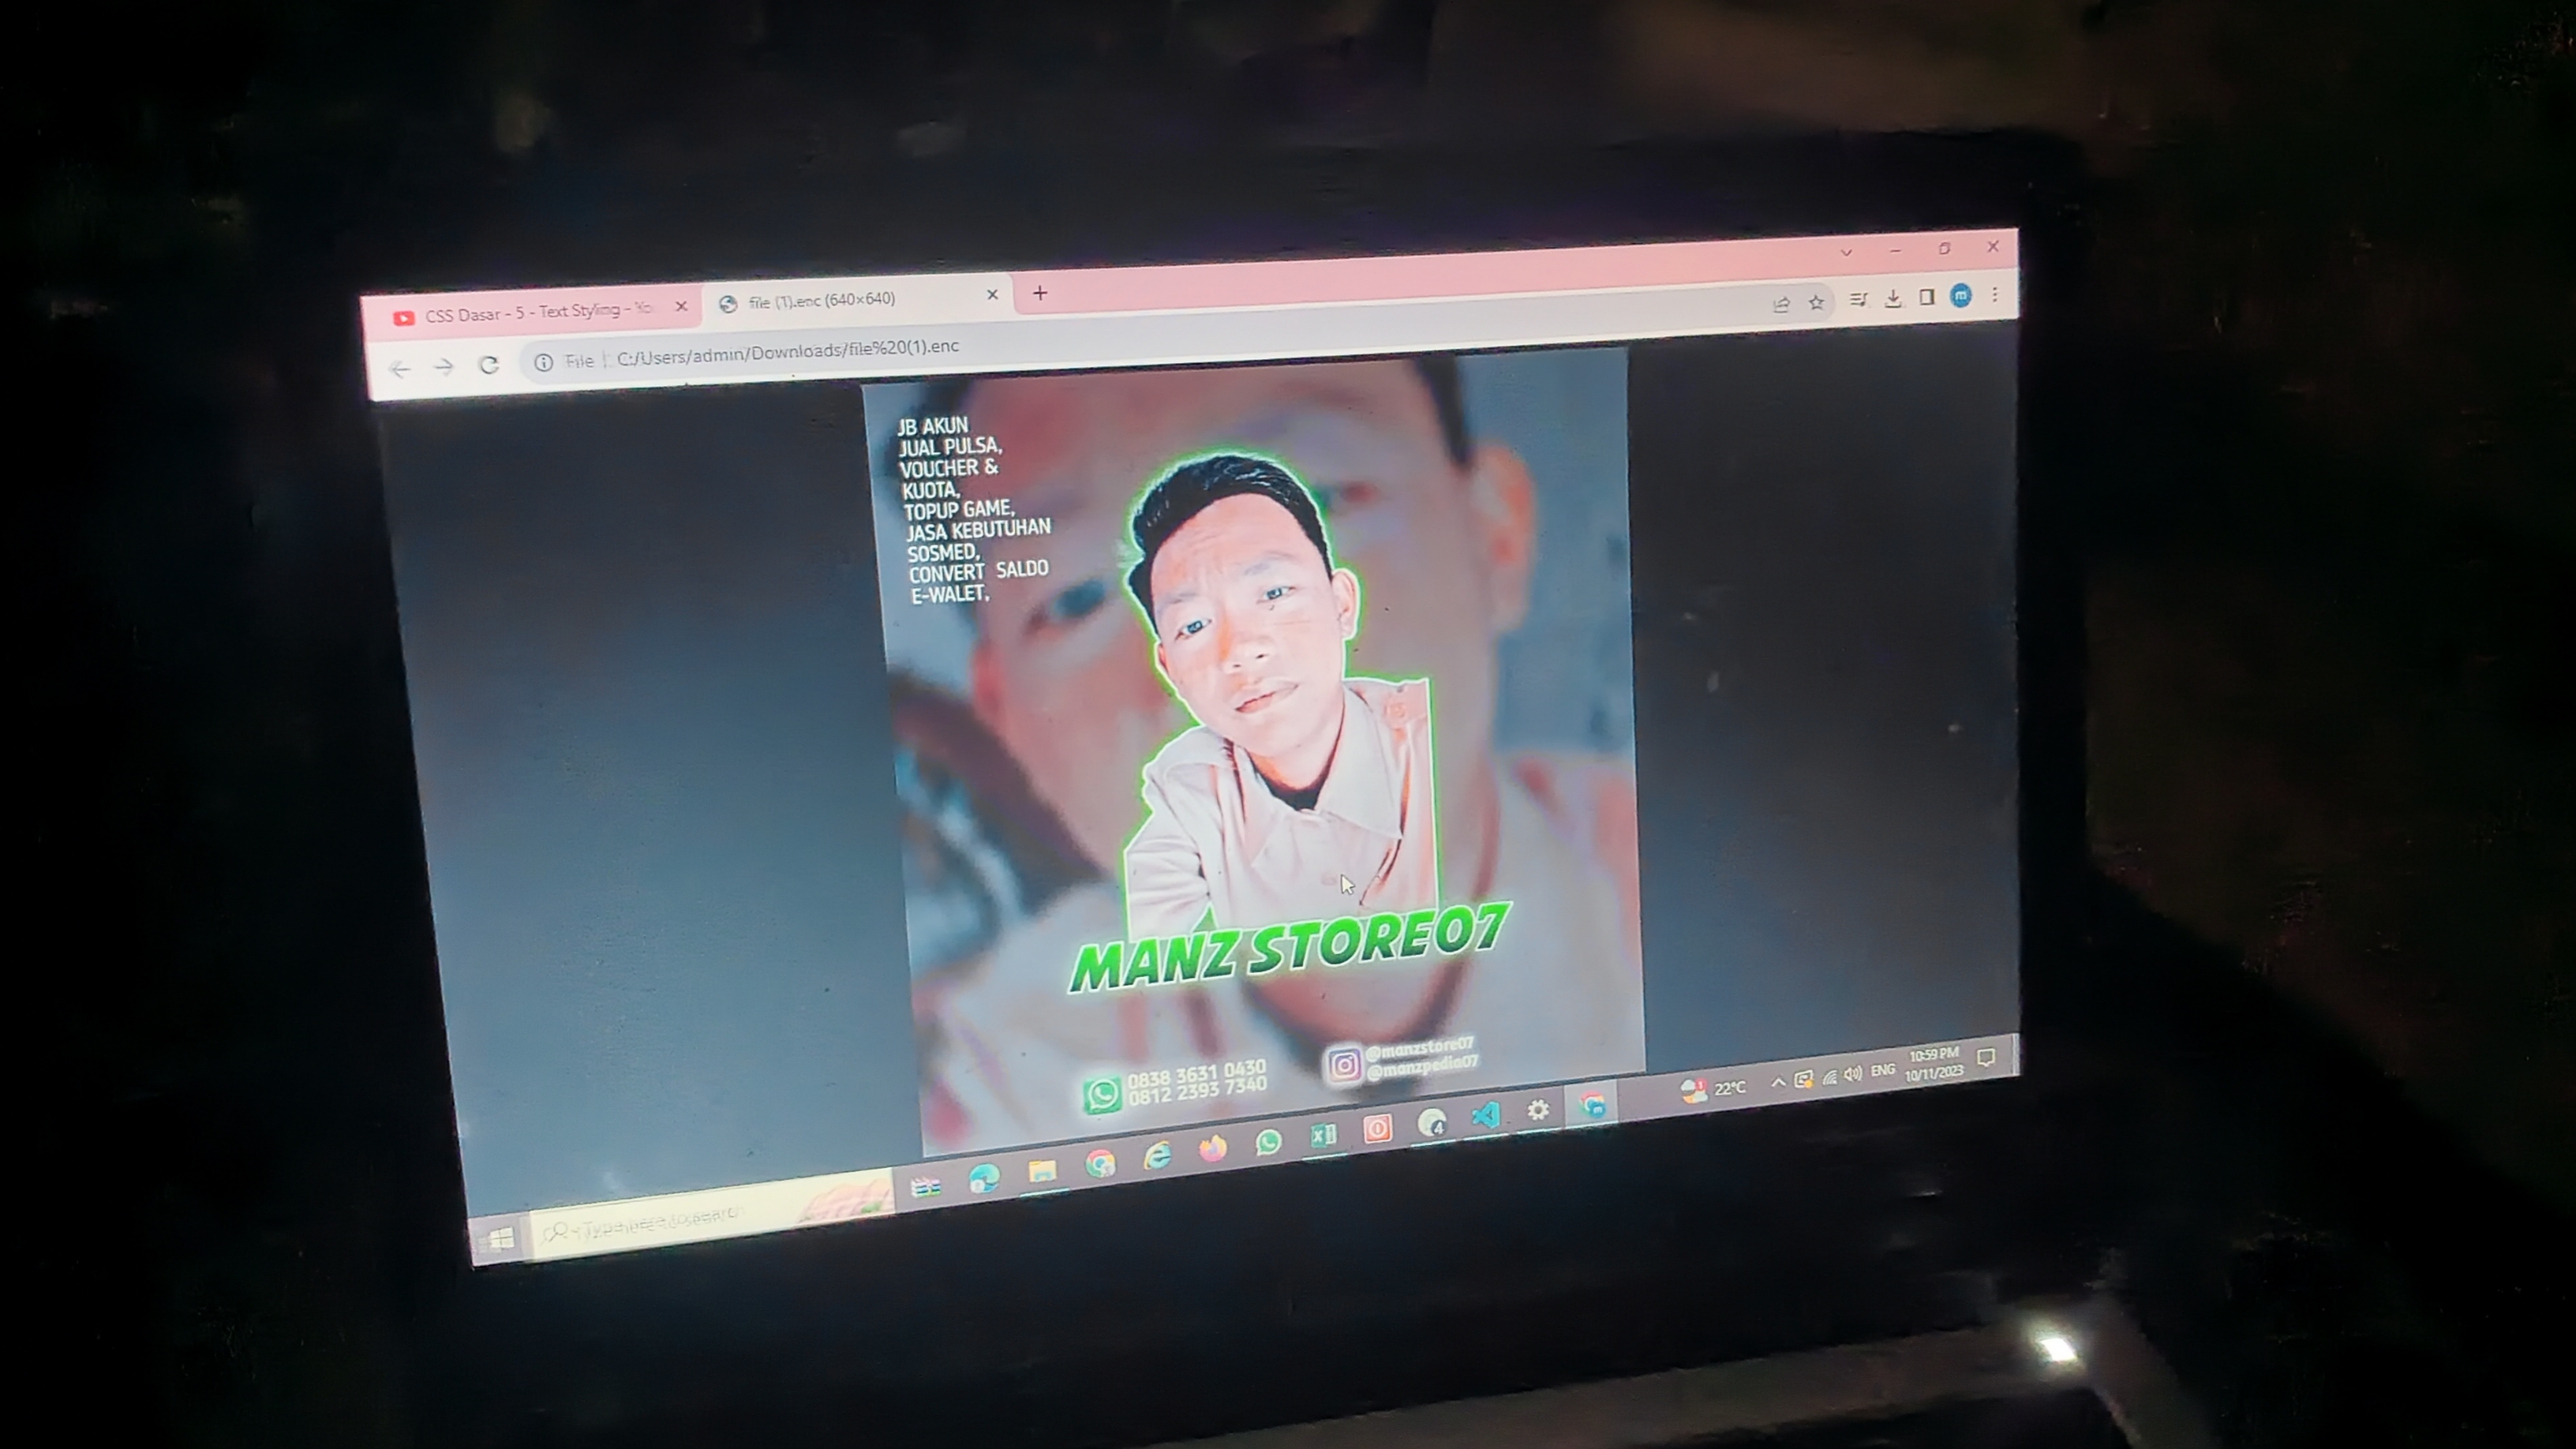 CSS Dasar - 5 - Text Styling - Yo
file (1).enc (640×640)
File
C:/Users/admin/Downloads/file%20(1).enc
m
JB AKUN
JUAL PULSA,
VOUCHER &
KUOTA,
TOPUP GAME,
JASA KEBUTUHAN
SOSMED,
CONVERT SALDO
E-WALET,
MANZ STORE07
0838 3631 0430
0812 2393 7340
@manzstore07
@manzpedia07
Type here to search
4
1
22°C
ENG
10:59 PM
10/11/2023